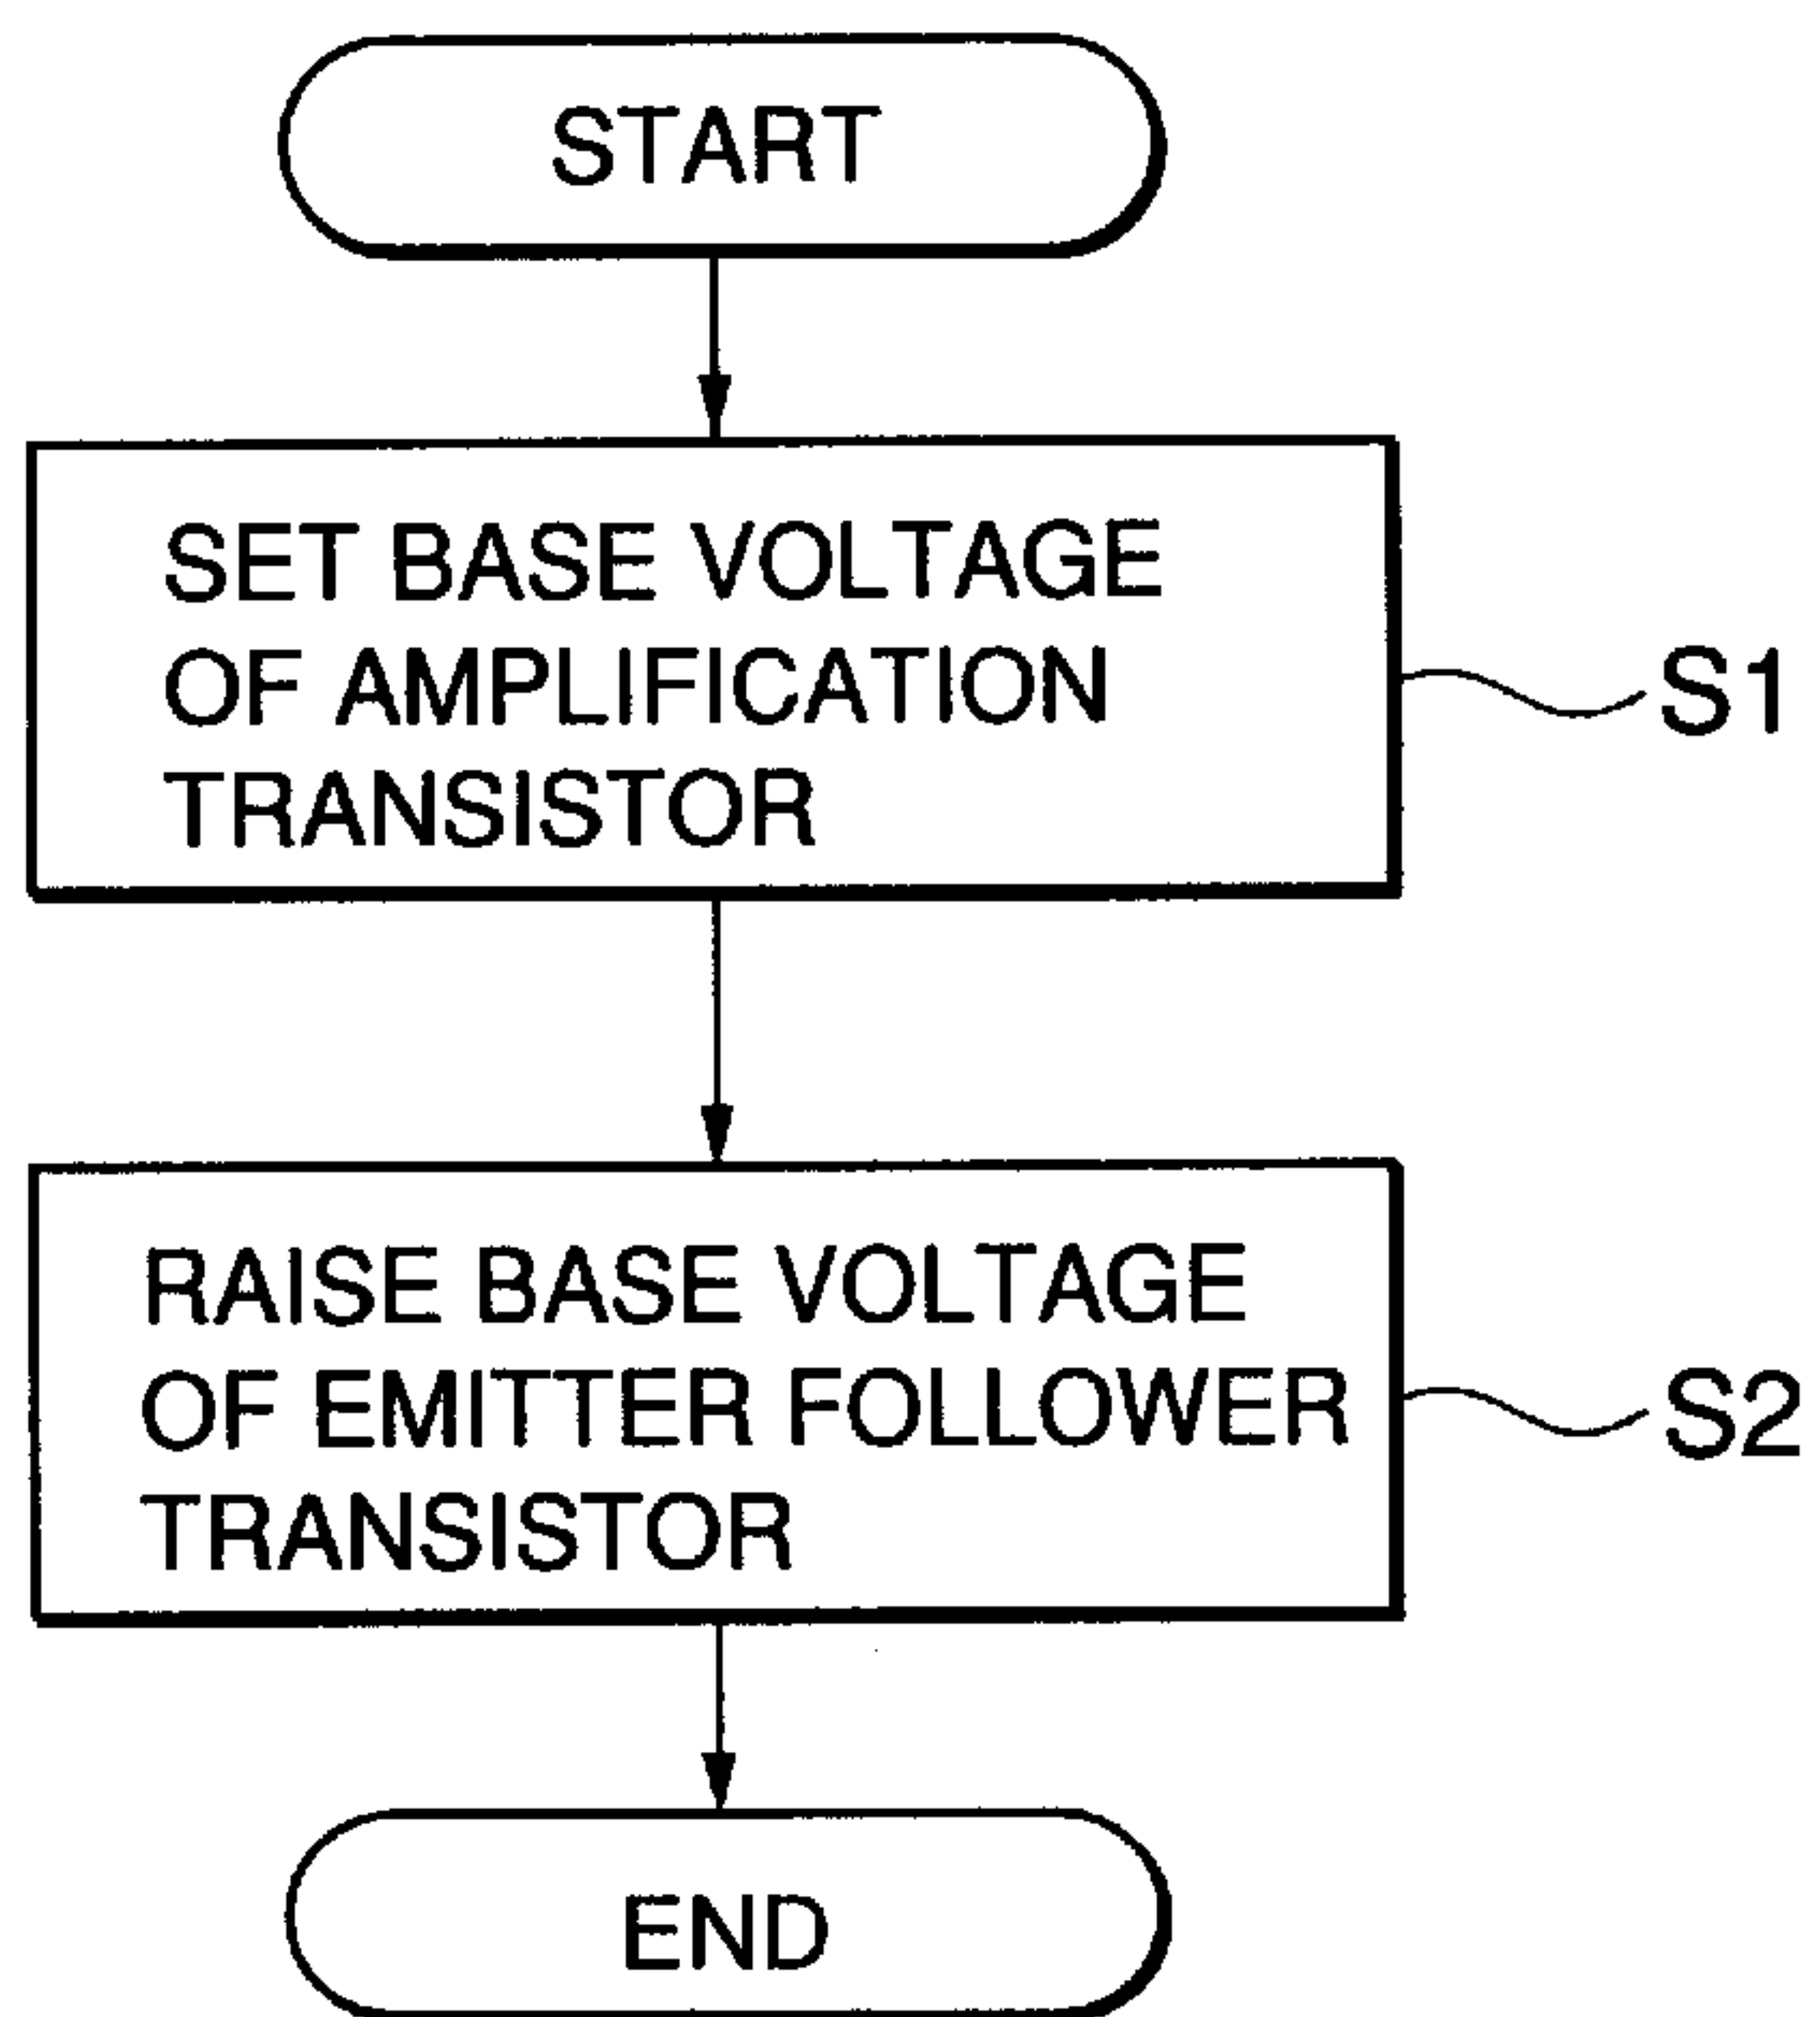 START
SET BASE VOLTAGE
OF AMPLIFICATION
TRANSISTOR
S1
RAISE BASE VOLTAGE
OF EMITTER FOLLOWER
TRANSISTOR
S2
END